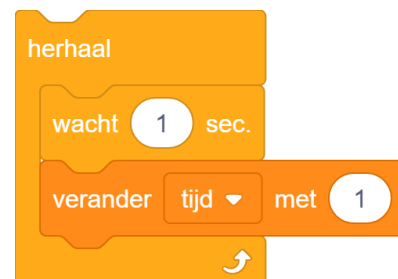 herhaal
wacht 1 sec.
verander tijd met 1